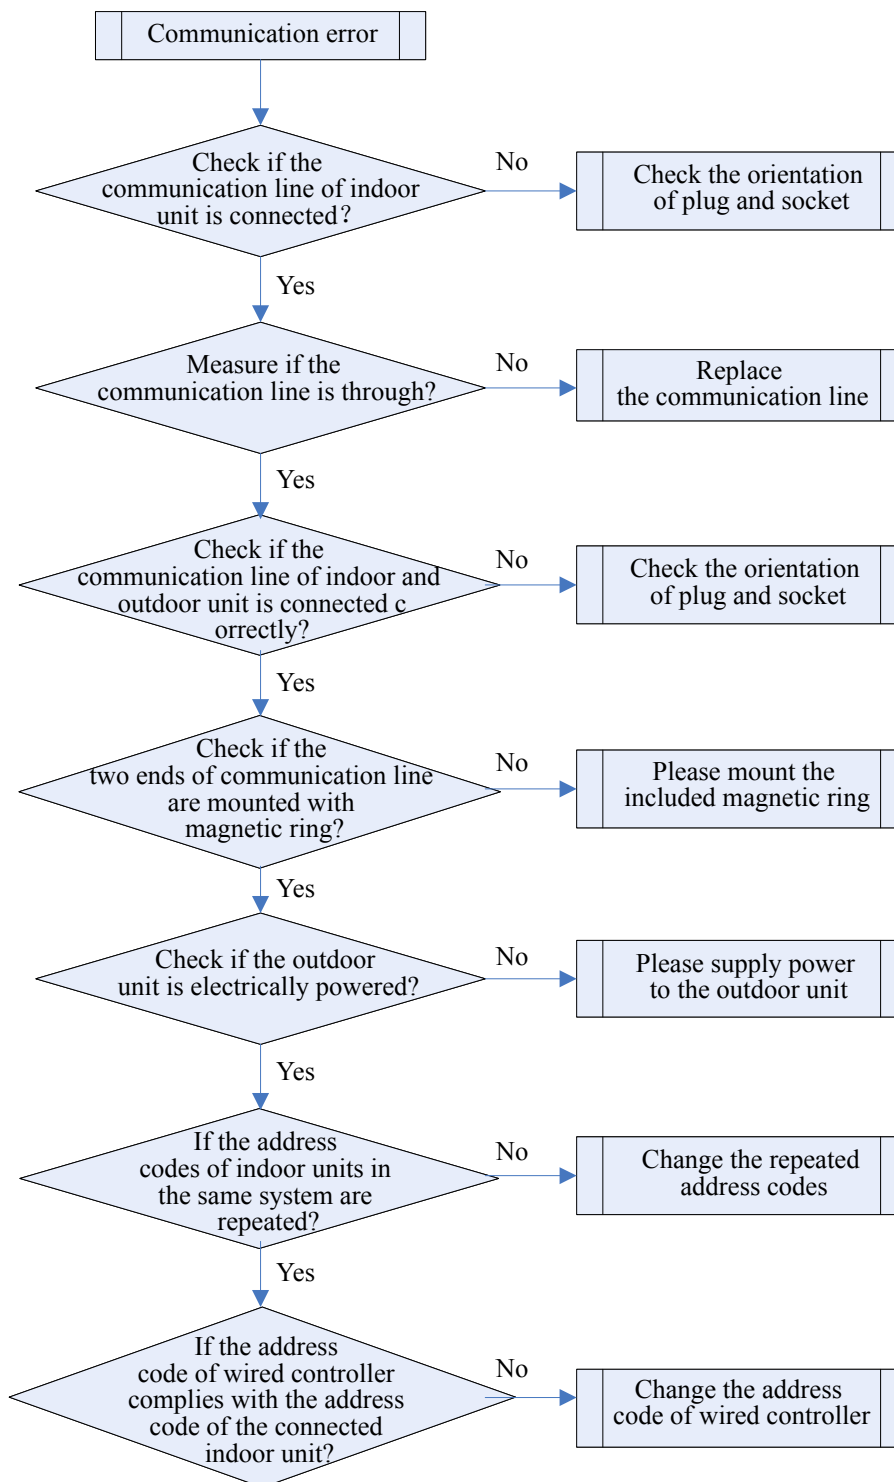 Communication error
Check if the
communication line of indoor
unit is connected？
No
Check the orientation
of plug and socket
Yes
Measure if the
communication line is through?
No
Replace
the communication line
Yes
Check if the
communication line of indoor and
outdoor unit is connected c
orrectly?
No
Check the orientation
of plug and socket
Yes
Check if the
two ends of communication line
are mounted with
magnetic ring?
No
Please mount the
included magnetic ring
Yes
Check if the outdoor
unit is electrically powered?
No
Please supply power
to the outdoor unit
Yes
If the address
codes of indoor units in
the same system are
repeated?
No
Change the repeated
address codes
Yes
If the address
code of wired controller
complies with the address
code of the connected
indoor unit?
No
Change the address
code of wired controller